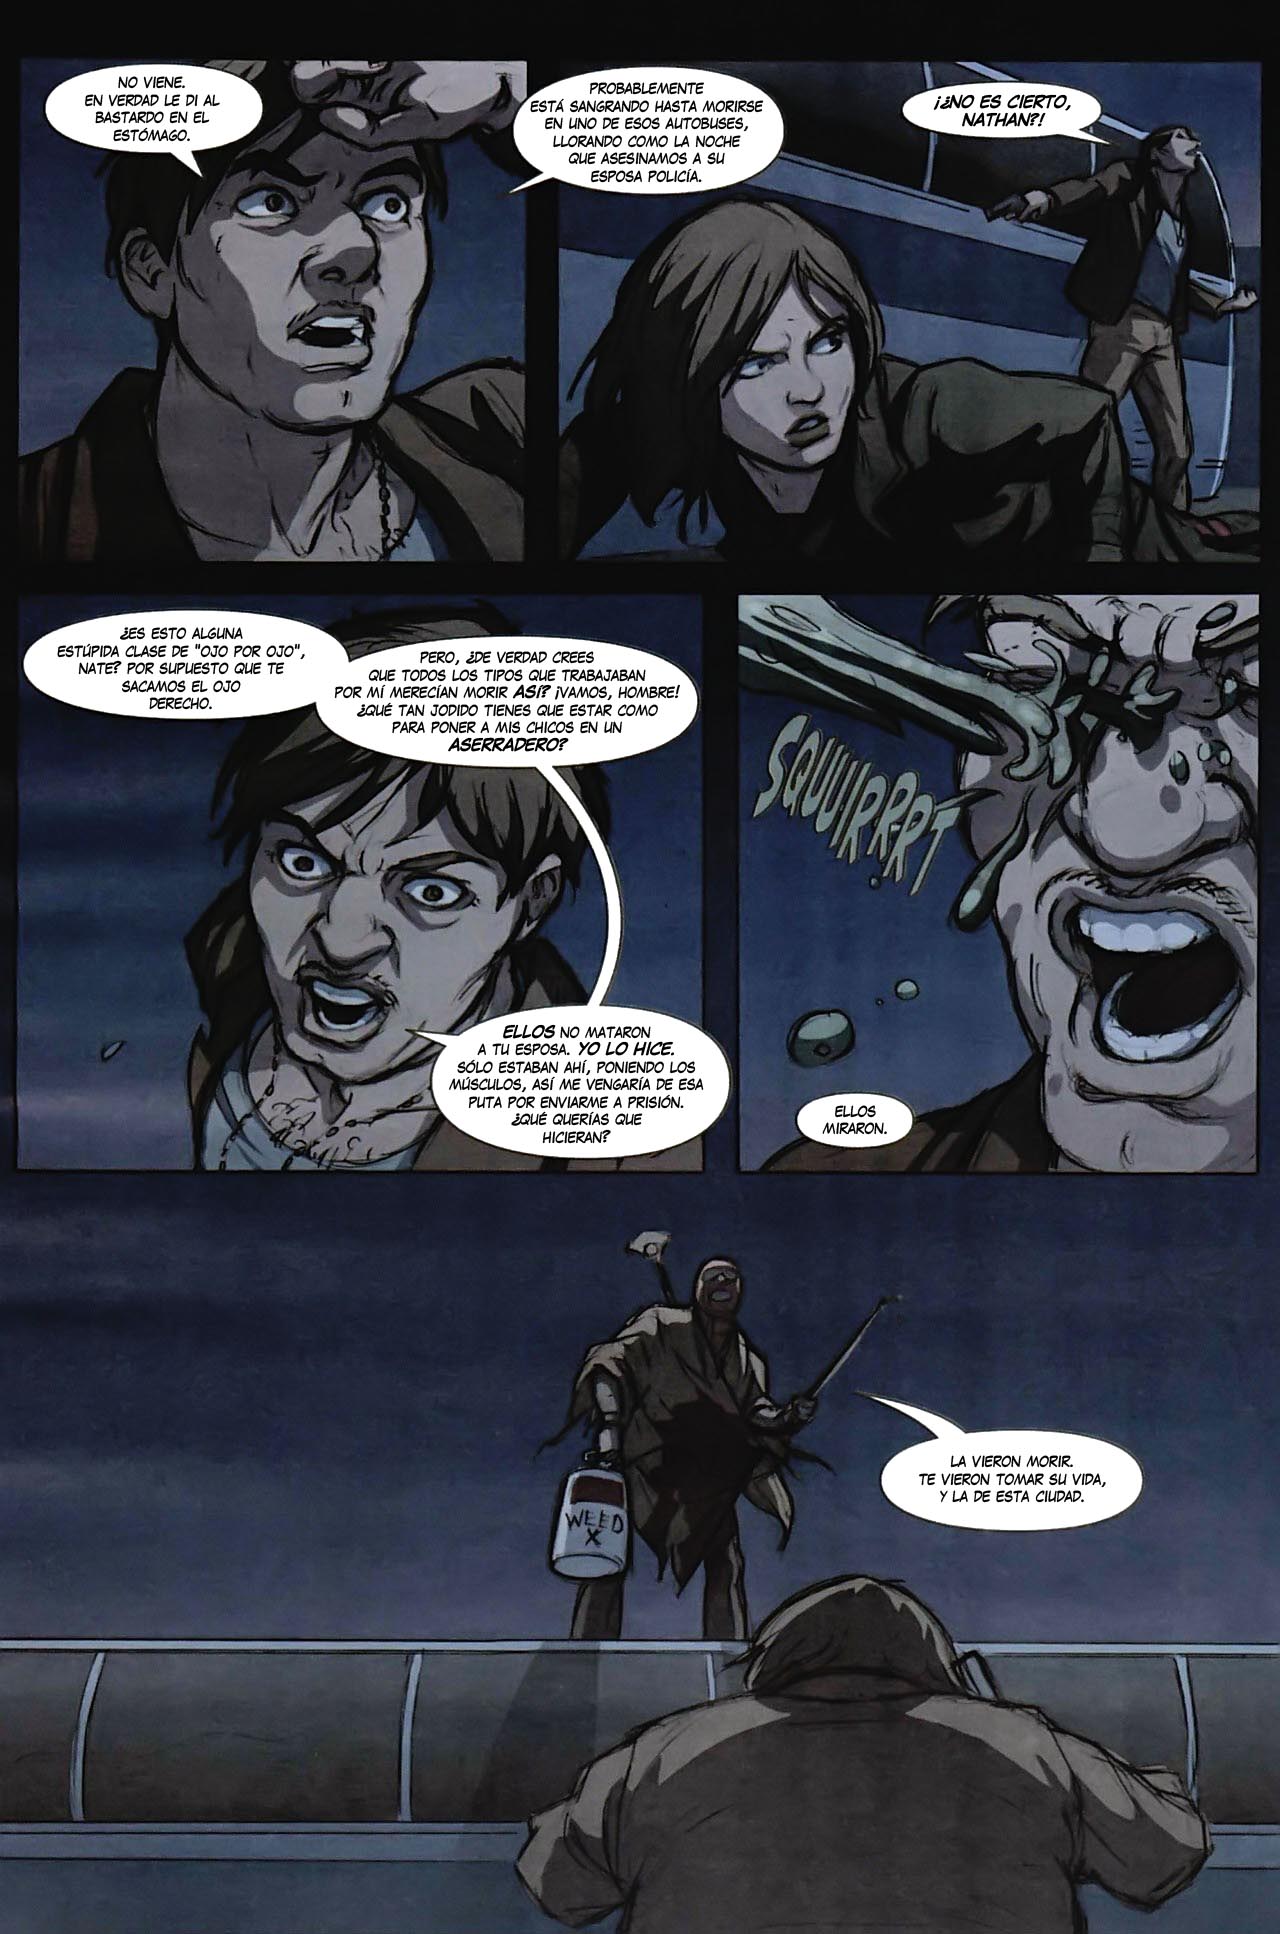 NO VIENE.
EN VERDAD LE DI AL
BASTARDO EN EL
ESTÓMAGO.
PROBABLEMENTE
ESTÁ SANGRANDO HASTA MORIRSE
EN UNO DE ESOS AUTOBUSES,
LLORANDO COMO LA NOCHE
QUE ASESINAMOS A SU
ESPOSA POLICÍA.
¡¿NO ES CIERTO,
NATHAN?!
¿ES ESTO ALGUNA
ESTÚPIDA CLASE DE "OJO POR OJO",
NATE? POR SUPUESTO QUE TE
SACAMOS EL OJO
DERECHO.
PERO, ¿DE VERDAD CREES
QUE TODOS LOS TIPOS QUE TRABAJABAN
POR MÍ MERECÍAN MORIR ASÍ? ¡VAMOS, HOMBRE!
¿QUÉ TAN JODIDO TIENES QUE ESTAR COMO
PARA PONER A MIS CHICOS EN UN
ASERRADERO?
ELLOS NO MATARON
A TU ESPOSA. YO LO HICE.
SÓLO ESTABAN AHÍ, PONIENDO LOS
MÚSCULOS, ASÍ ME VENGARÍA DE ESA
PUTA POR ENVIARME A PRISIÓN.
¿QUÉ QUERÍAS QUE
HICIERAN?
SQUUIRRRT
ELLOS
MIRARON.
LA VIERON MORIR.
TE VIERON TOMAR SU VIDA,
Y LA DE ESTA CIUDAD.
WEED
X